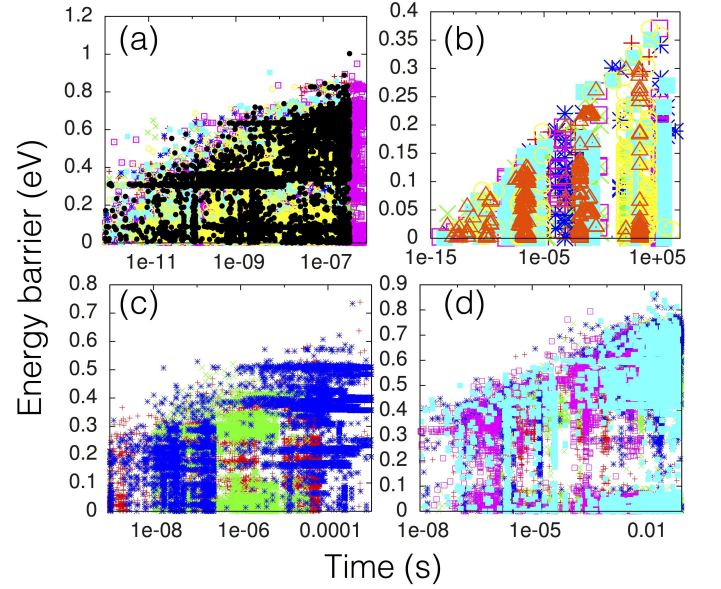 (a)
1.2
1
0.8
0.6
0.4
0.2
0
1e-11
1e-09
1e-07
(b)
0.4
0.35
0.3
0.25
0.2
0.15
0.1
0.05
0
1e-15
1e-05
1e+05
Energy barrier (eV)
(c)
0.8
0.7
0.6
0.5
0.4
0.3
0.2
0.1
0
1e-08
1e-06
0.0001
(d)
0.9
0.8
0.7
0.6
0.5
0.4
0.3
0.2
0.1
0
1e-08
1e-05
0.01
Time (s)